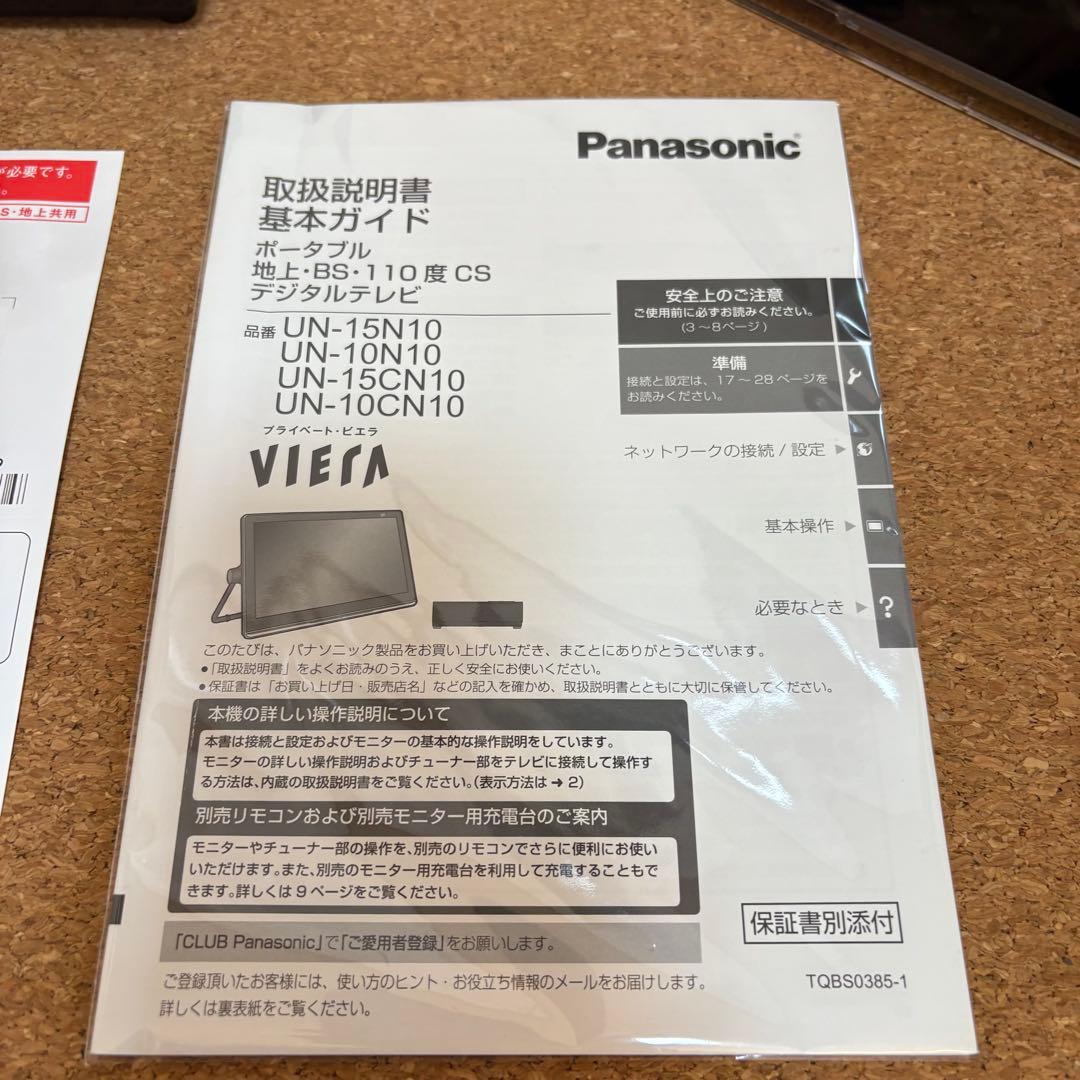 が必要です。
S・地上共用
Panasonic
取扱説明書
基本ガイド
ポータブル
地上・BS・110度 CS
デジタルテレビ
品番 UN-15N10
UN-10N10
UN-15CN10
UN-10CN10
プライベート・ビエラ
VIERA
安全上のご注意
ご使用前に必ずお読みください。
(3～8ページ)
準備
接続と設定は、17～28ページを
お読みください。
ネットワークの接続/設定
基本操作
必要なとき
?
このたびは、パナソニック製品をお買い上げいただき、まことにありがとうございます。
●「取扱説明書」をよくお読みのうえ、正しく安全にお使いください。
●保証書は「お買い上げ日・販売店名」などの記入を確かめ、取扱説明書とともに大切に保管してください。
本機の詳しい操作説明について
本書は接続と設定およびモニターの基本的な操作説明をしています。
モニターの詳しい操作説明およびチューナー部をテレビに接続して操作す
る方法は、内蔵の取扱説明書をご覧ください。(表示方法は➜2)
別売リモコンおよび別売モニター用充電台のご案内
モニターやチューナー部の操作を、別売のリモコンでさらに便利にお使い
いただけます。また、別売のモニター用充電台を利用して充電することもで
きます。詳しくは9ページをご覧ください。
「CLUB Panasonic」で「ご愛用者登録」をお願いします。
ご登録頂いたお客様には、使い方のヒント・お役立ち情報のメールをお届けします。
詳しくは裏表紙をご覧ください。
保証書別添付
TQBS0385-1